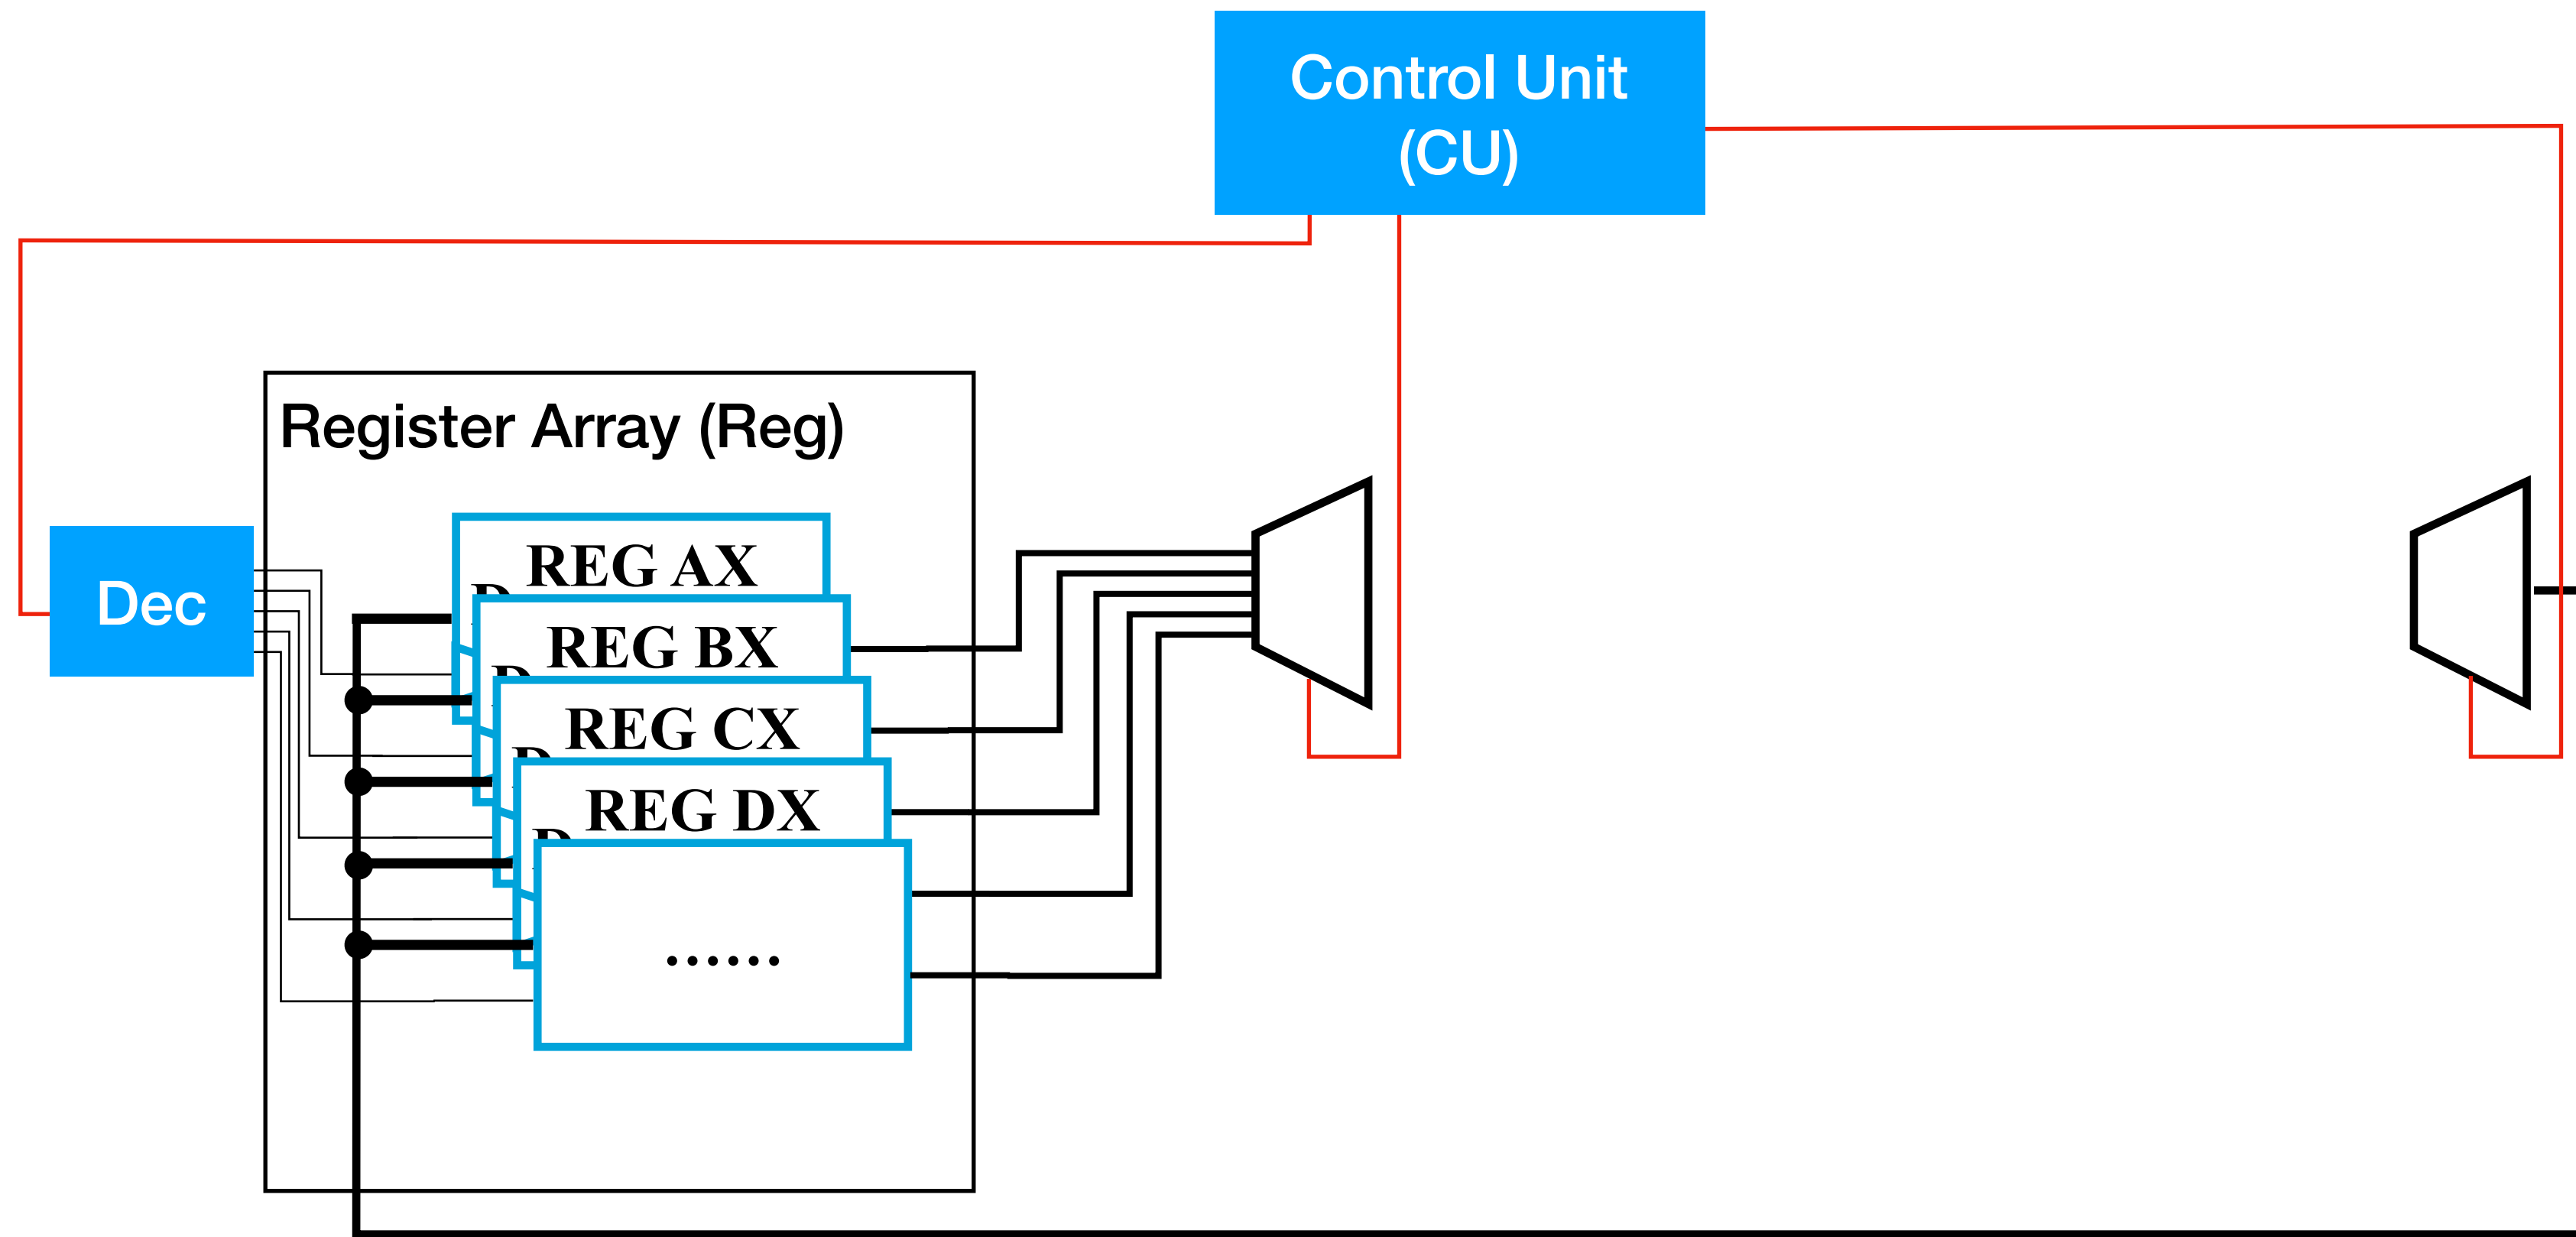 Control Unit
(CU)
Register Array (Reg)
Dec
REG AX
D
REG BX
D
REG CX
D
REG DX
D
.......